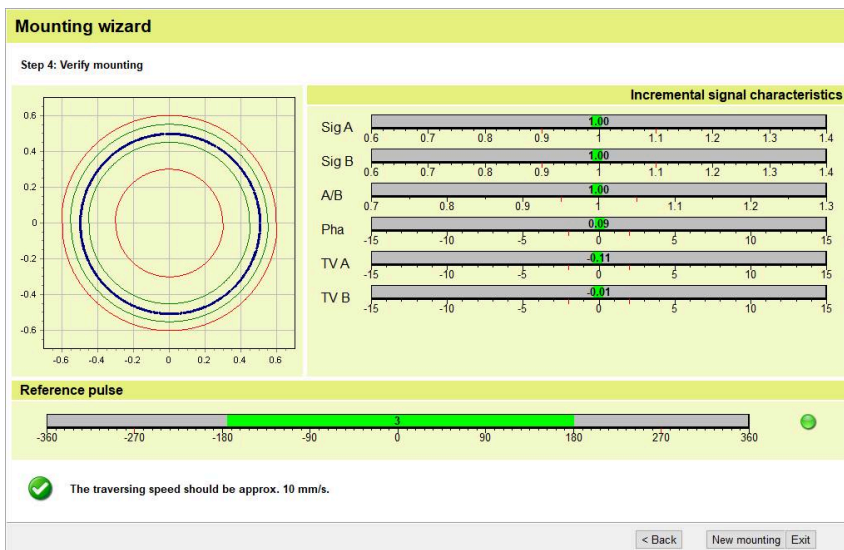 Mounting wizard
Step 4: Verify mounting
Incremental signal characteristics
0.6
0.4
0.2
0
-0.2
-0.4
-0.6
-0.6 -0.4 -0.2 0 0.2 0.4 0.6
Sig A 1.00
0.6 0.7 0.8 0.9 1 1.1 1.2 1.3 1.4
Sig B 1.00
0.6 0.7 0.8 0.9 1 1.1 1.2 1.3 1.4
A/B 1.00
0.7 0.8 0.9 1 1.1 1.2 1.3
Pha 0.09
-15 -10 -5 0 5 10 15
TV A -0.11
-15 -10 -5 0 5 10 15
TV B -0.01
-15 -10 -5 0 5 10 15
Reference pulse
3
-360 -270 -180 -90 0 90 180 270 360
The traversing speed should be approx. 10 mm/s.
< Back New mounting Exit